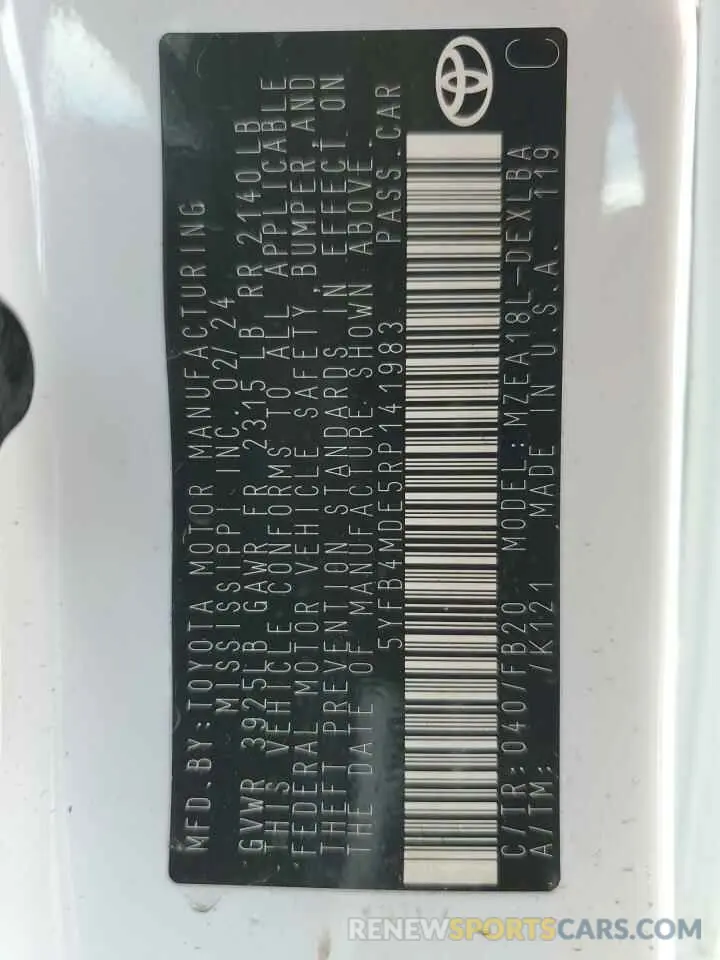 MFD. BY: TOYOTA MOTOR MANUFACTURING
MISSISSIPPI INC. 02/24
GVWR 3925LB GAWR FR 2315 LB RR 2140LB
THIS VEHICLE CONFORMS TO ALL APPLICABLE
FEDERAL MOTOR VEHICLE SAFETY, BUMPER, AND
THEFT PREVENTION STANDARDS IN EFFECT ON
THE DATE OF MANUFACTURE SHOWN ABOVE.
5YFB4MDE5RP141983 PASS. CAR
C/TR: 040/FB20 MODEL: MZEA18L-DEXLBA
A/TM: /K121 MADE IN U.S.A. 119
C
RENEWSPORTSCARS.COM